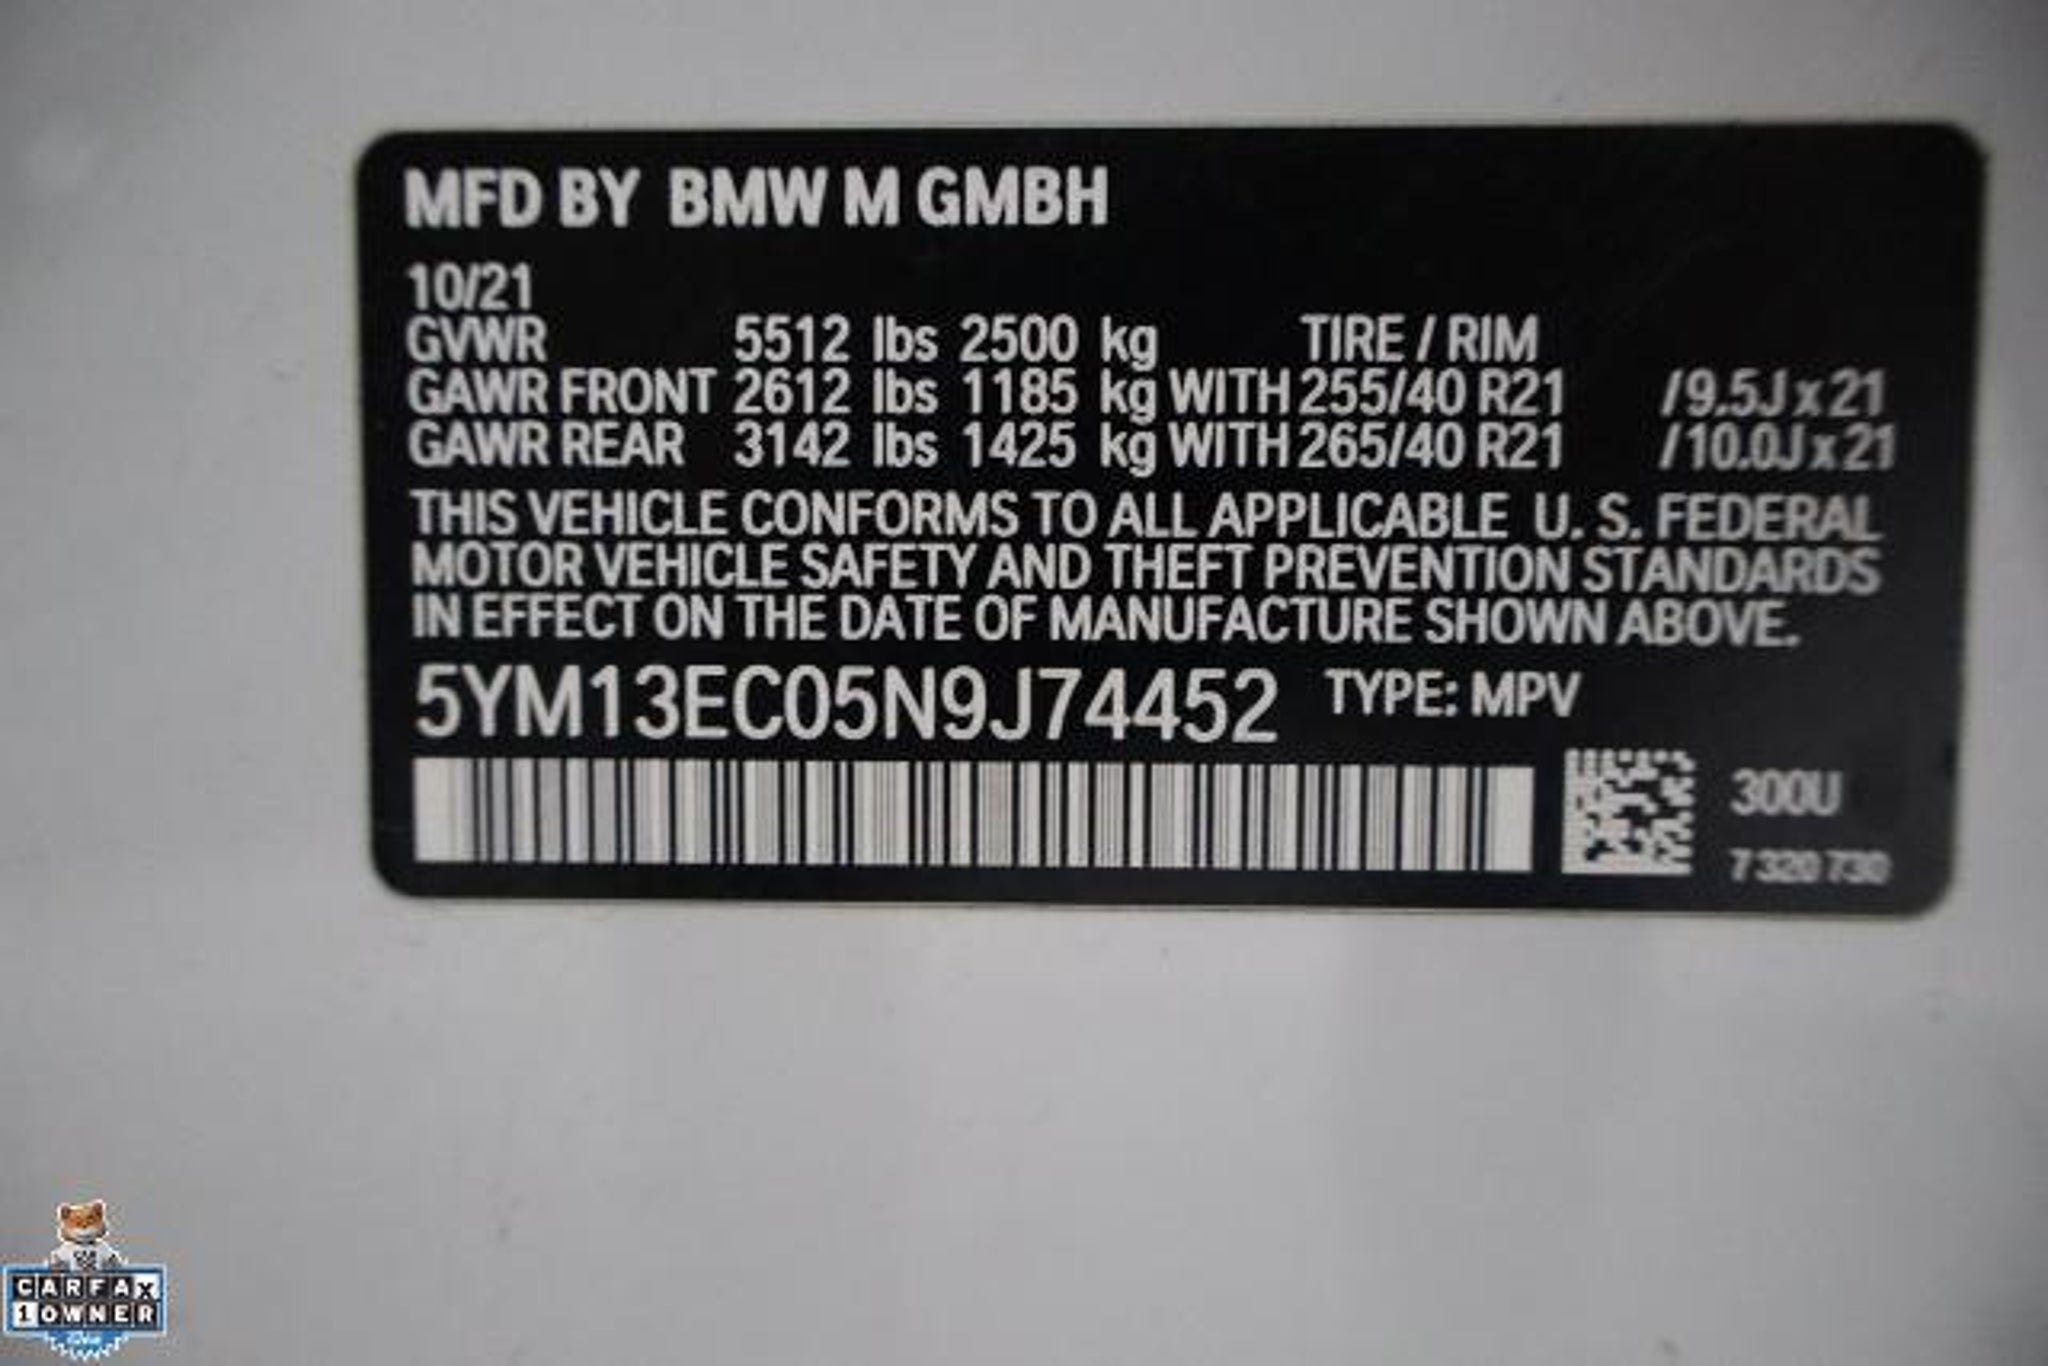 MFD BY BMW M GMBH
10/21
GVWR 5512 lbs 2500 kg TIRE / RIM
GAWR FRONT 2612 lbs 1185 kg WITH 255/40 R21 /9.5J x 21
GAWR REAR 3142 lbs 1425 kg WITH 265/40 R21 /10.0J x 21
THIS VEHICLE CONFORMS TO ALL APPLICABLE U. S. FEDERAL
MOTOR VEHICLE SAFETY AND THEFT PREVENTION STANDARDS
IN EFFECT ON THE DATE OF MANUFACTURE SHOWN ABOVE.
5YM13EC05N9J74452 TYPE: MPV
300U
7 320 730
CARFAX
1 OWNER